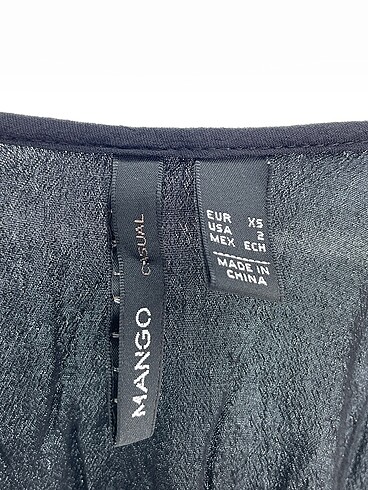 MANGO CASUAL
EUR XS
USA 2
MEX ECH
MADE IN
CHINA